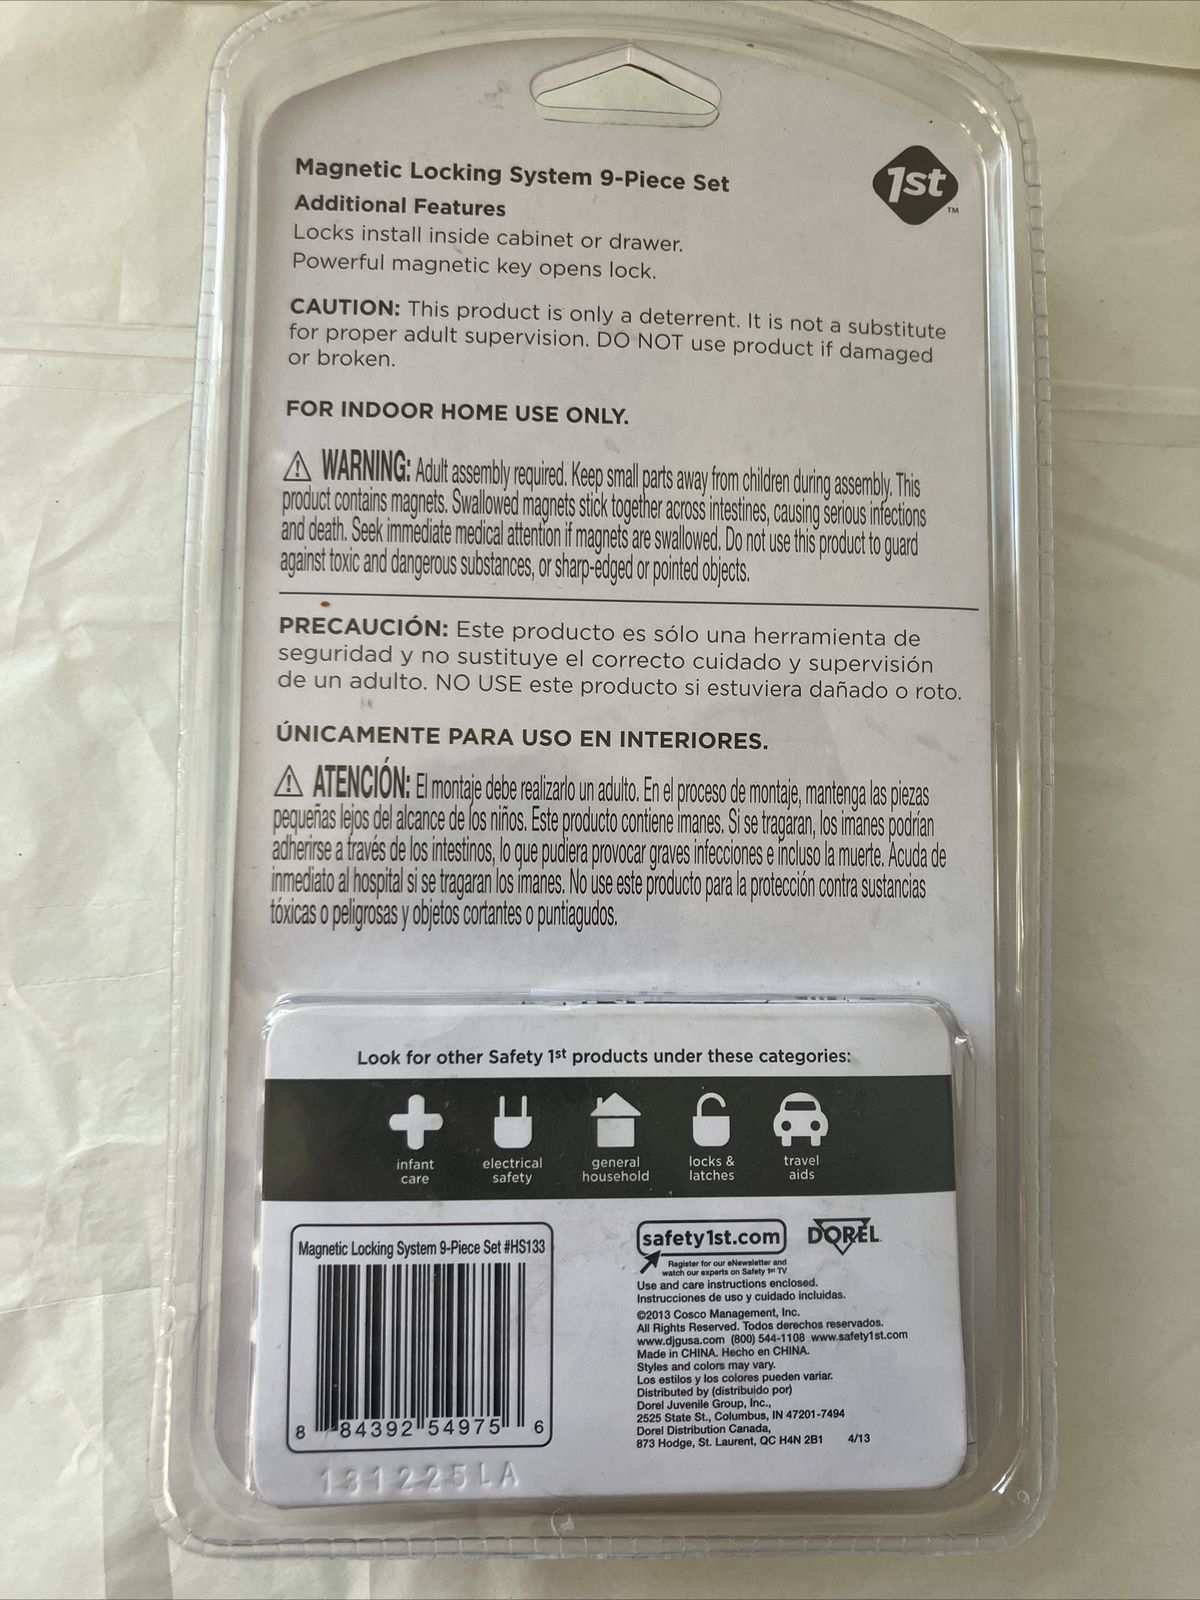 Magnetic Locking System 9-Piece Set
1st™
Additional Features
Locks install inside cabinet or drawer.
Powerful magnetic key opens lock.
CAUTION: This product is only a deterrent. It is not a substitute
for proper adult supervision. DO NOT use product if damaged
or broken.
FOR INDOOR HOME USE ONLY.
⚠ WARNING: Adult assembly required. Keep small parts away from children during assembly. This
product contains magnets. Swallowed magnets stick together across intestines, causing serious infections
and death. Seek immediate medical attention if magnets are swallowed. Do not use this product to guard
against toxic and dangerous substances, or sharp-edged or pointed objects.
PRECAUCIÓN: Este producto es sólo una herramienta de
seguridad y no sustituye el correcto cuidado y supervisión
de un adulto. NO USE este producto si estuviera dañado o roto.
ÚNICAMENTE PARA USO EN INTERIORES.
⚠ ATENCIÓN: El montaje debe realizarlo un adulto. En el proceso de montaje, mantenga las piezas
pequeñas lejos del alcance de los niños. Este producto contiene imanes. Si se tragaran, los imanes podrían
adherirse a través de los intestinos, lo que pudiera provocar graves infecciones e incluso la muerte. Acuda de
inmediato al hospital si se tragaran los imanes. No use este producto para la protección contra sustancias
tóxicas o peligrosas y objetos cortantes o puntiagudos.
Look for other Safety 1st products under these categories:
infant
care
electrical
safety
general
household
locks &
latches
travel
aids
Magnetic Locking System 9-Piece Set #HS133
8 84392 54975 6
131225LA
safety1st.com
DOREL
Register for our eNewsletter and
watch our experts on Safety 1st TV
Use and care instructions enclosed.
Instrucciones de uso y cuidado incluidas.
©2013 Cosco Management, Inc.
All Rights Reserved. Todos derechos reservados.
www.djgusa.com (800) 544-1108 www.safety1st.com
Made in CHINA. Hecho en CHINA.
Styles and colors may vary.
Los estilos y los colores pueden variar.
Distributed by (distribuido por)
Dorel Juvenile Group, Inc.,
2525 State St., Columbus, IN 47201-7494
Dorel Distribution Canada,
873 Hodge, St. Laurent, QC H4N 2B1 4/13